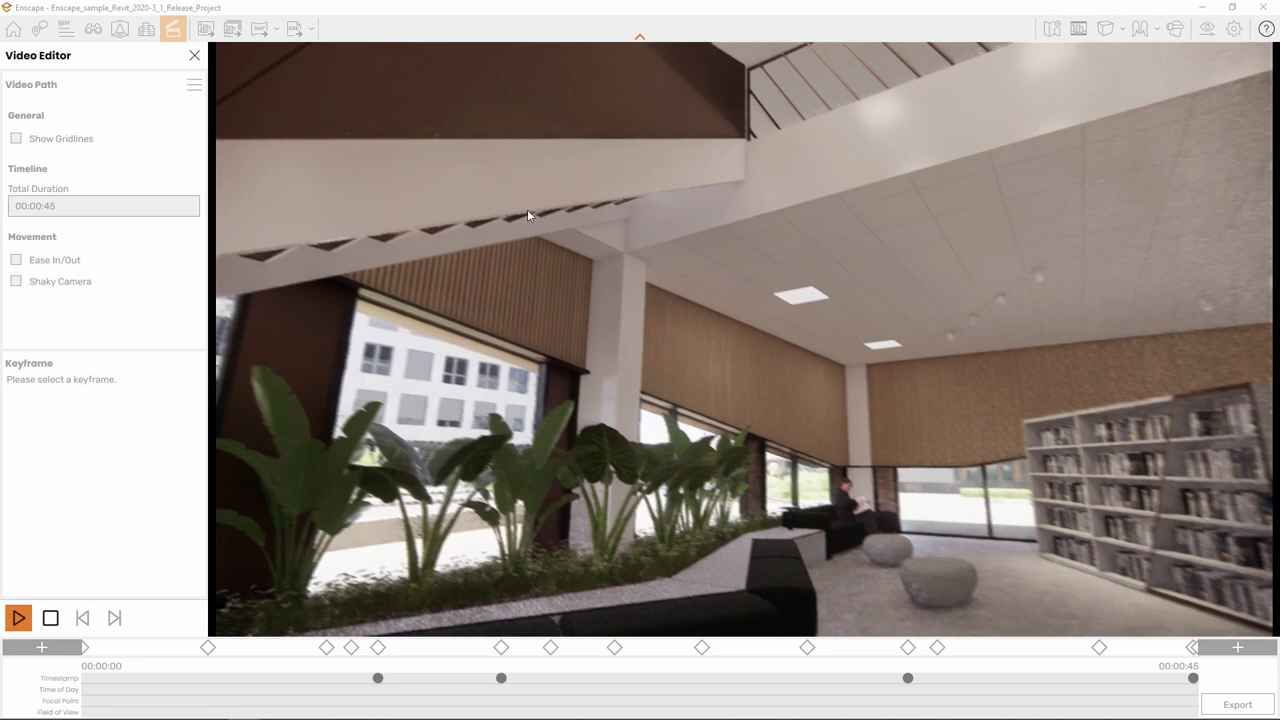 Enscape - Enscape_sample_Revit_2020-3_1_Release_Project
BIM
EXE
Video Editor
Video Path
General
Show Gridlines
Timeline
Total Duration
00:00:45
Movement
Ease In/Out
Shaky Camera
Keyframe
Please select a keyframe.
00:00:00
00:00:45
Timestamp
Time of Day
Focal Point
Field of View
Export